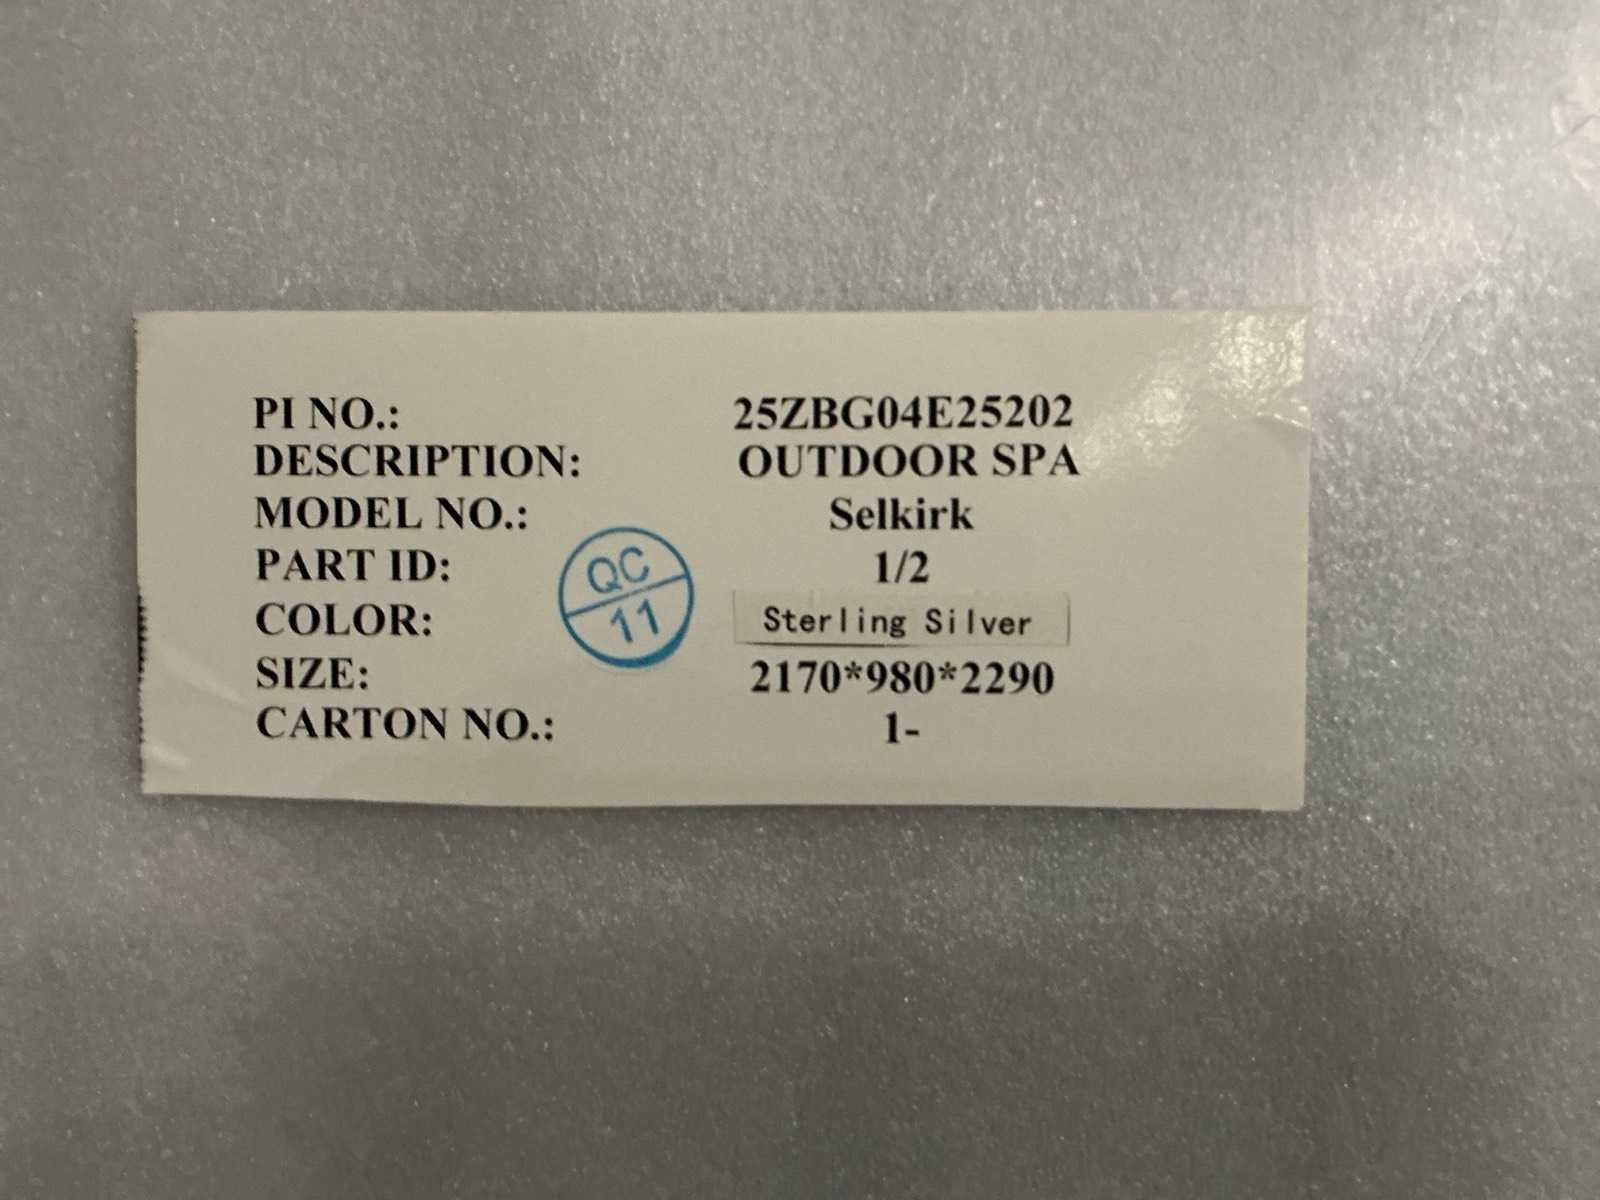 PI NO.: 25ZBG04E25202
DESCRIPTION: OUTDOOR SPA
MODEL NO.: Selkirk
PART ID: 1/2
COLOR: Sterling Silver
SIZE: 2170*980*2290
CARTON NO.: 1-
QC
11